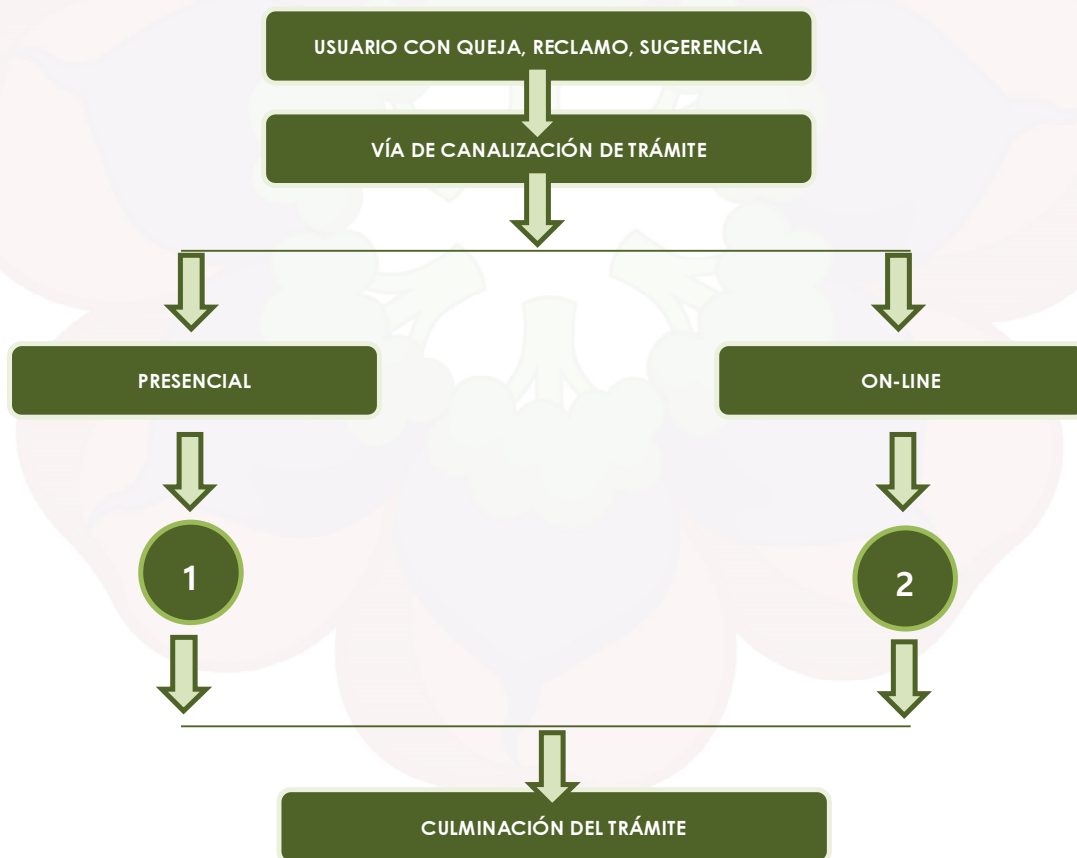 USUARIO CON QUEJA, RECLAMO, SUGERENCIA
VÍA DE CANALIZACIÓN DE TRÁMITE
PRESENCIAL
ON-LINE
1
2
CULMINACIÓN DEL TRÁMITE